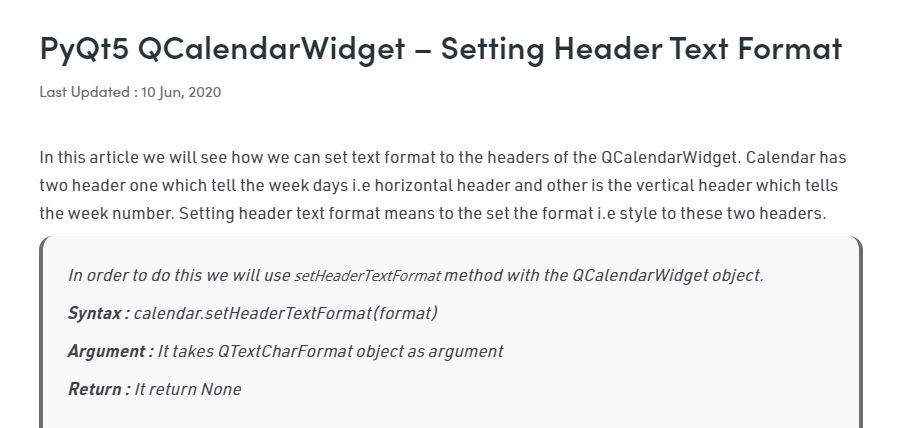 PyQt5 QCalendarWidget – Setting Header Text Format
Last Updated : 10 Jun, 2020
In this article we will see how we can set text format to the headers of the QCalendarWidget. Calendar has
two header one which tell the week days i.e horizontal header and other is the vertical header which tells
the week number. Setting header text format means to the set the format i.e style to these two headers.
In order to do this we will use setHeaderTextFormat method with the QCalendarWidget object.
Syntax : calendar.setHeaderTextFormat(format)
Argument : It takes QTextCharFormat object as argument
Return : It return None